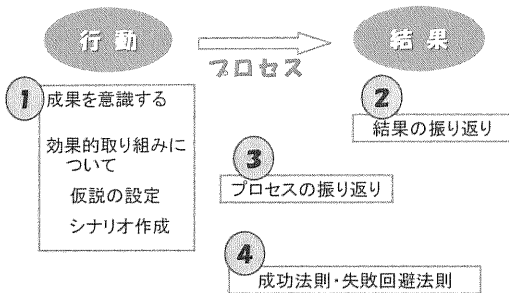 行動
プロセス
結果
1
成果を意識する
効果的取り組みに
ついて
仮説の設定
シナリオ作成
2
結果の振り返り
3
プロセスの振り返り
4
成功法則・失敗回避法則